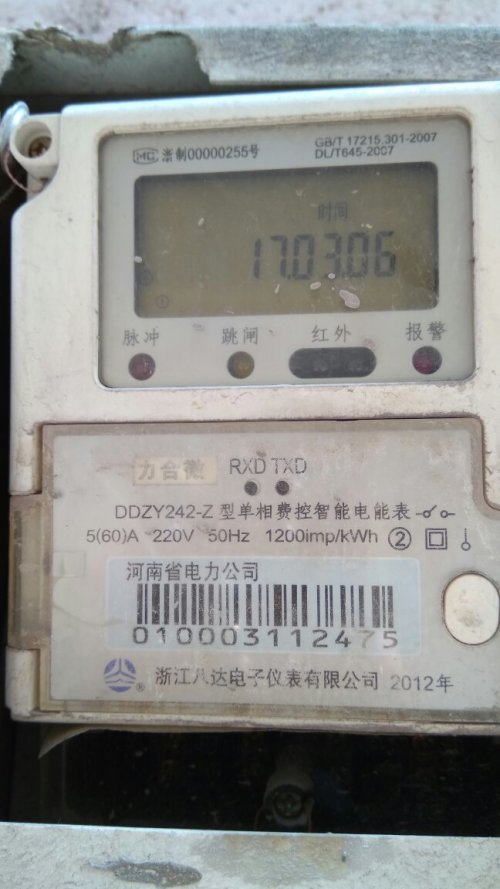 MC 浙制00000255号
GB/T 17215.301-2007
DL/T645-2007
时间
17.03.06
脉冲 跳闸 红外 报警
力合微 RXD TXD
DDZY242-Z 型单相费控智能电能表
5(60)A 220V 50Hz 1200imp/kWh ②
河南省电力公司
010003112475
® 浙江八达电子仪表有限公司 2012年